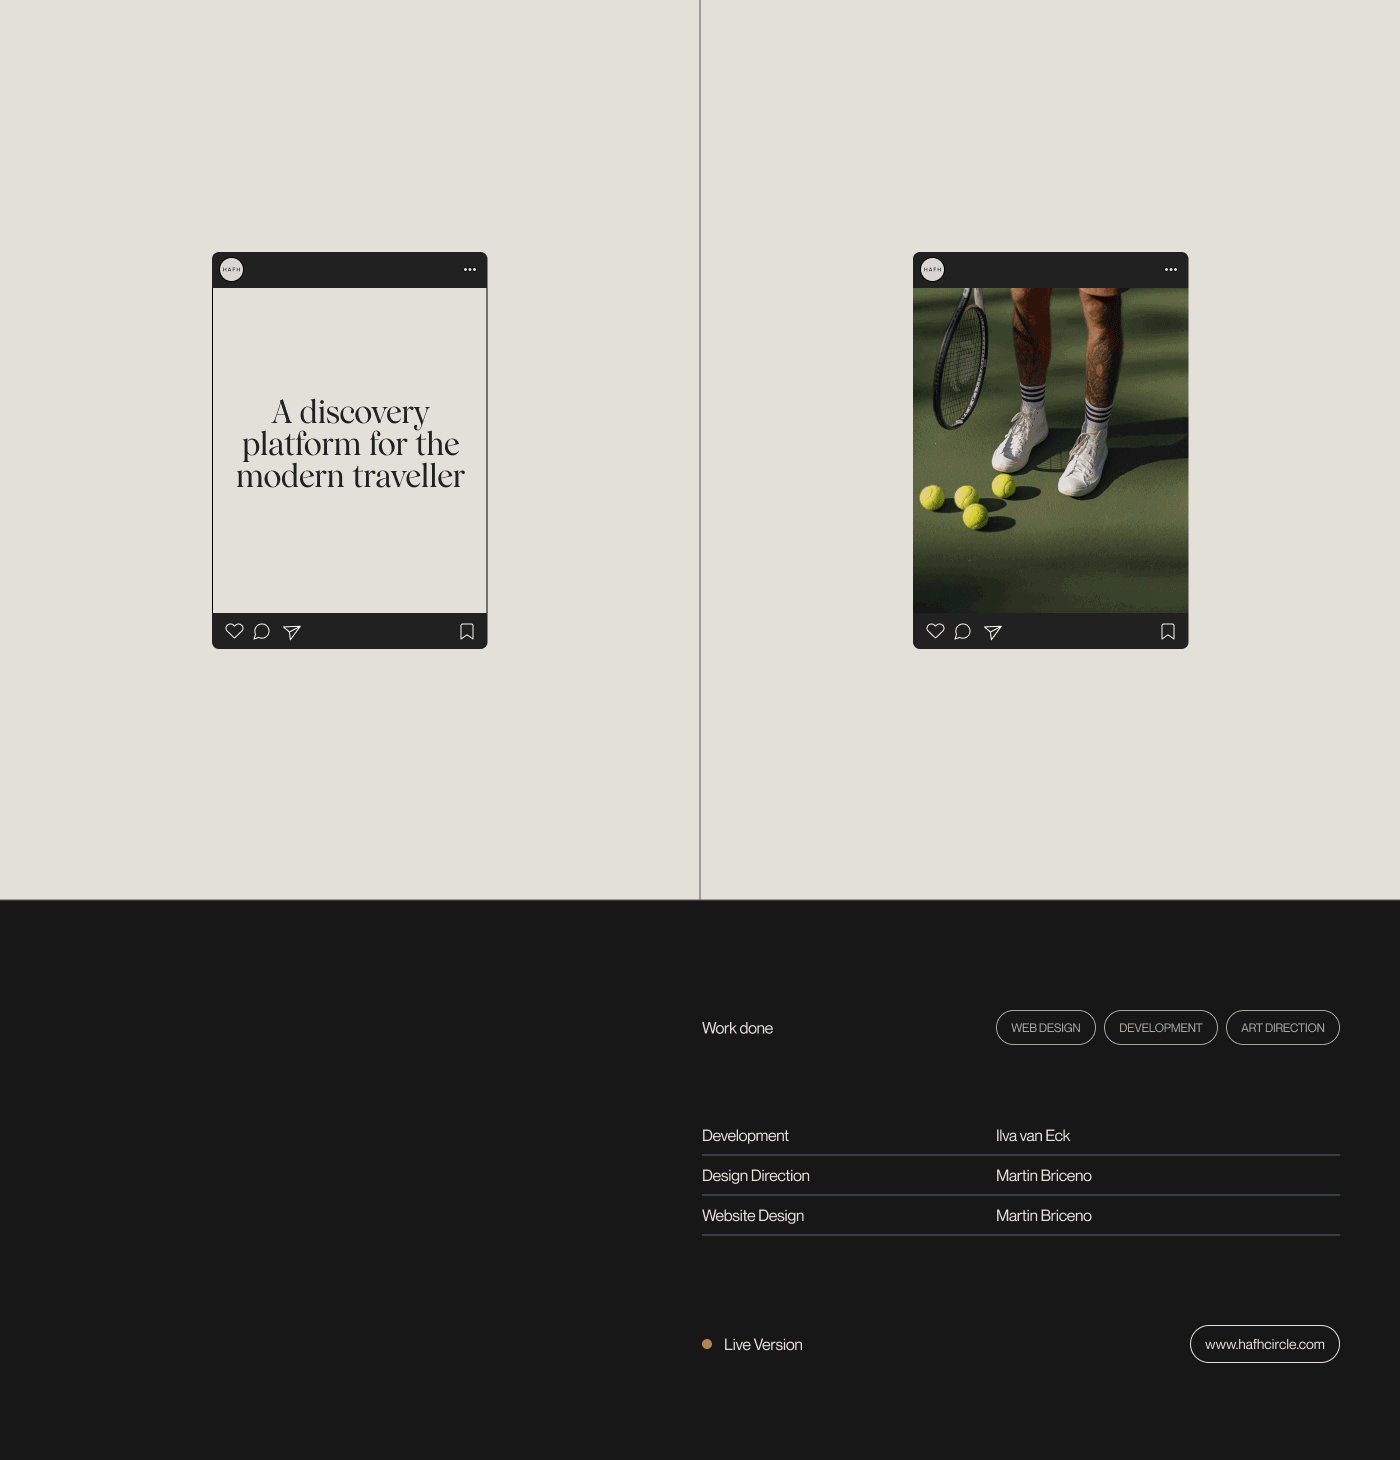 HAFH
A discovery
platform for the
modern traveller
HAFH
Work done
WEB DESIGN
DEVELOPMENT
ART DIRECTION
Development
Ilva van Eck
Design Direction
Martin Briceno
Website Design
Martin Briceno
Live Version
www.hafhcircle.com